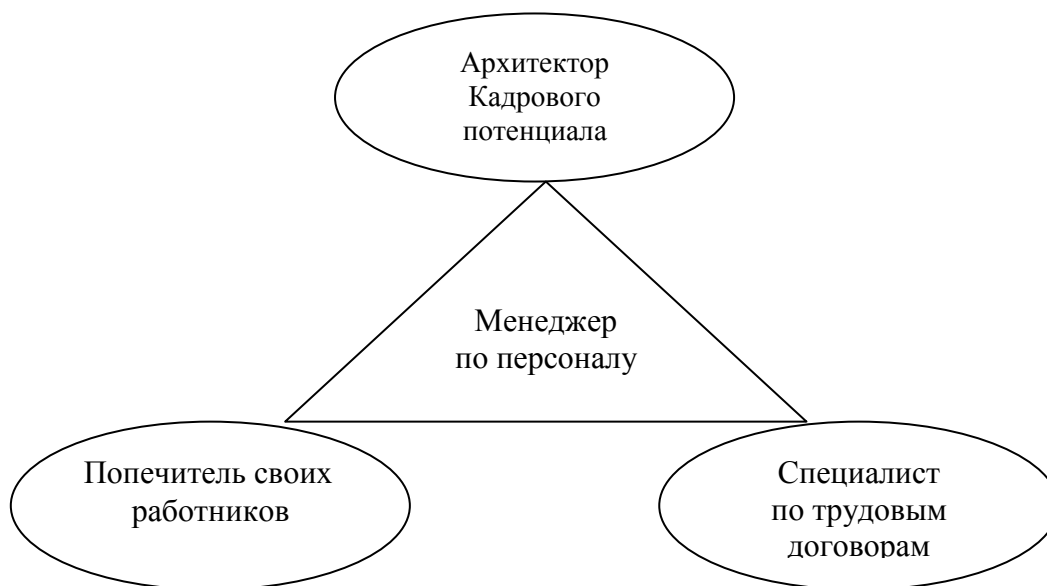 Архитектор
Кадрового
потенциала
Менеджер
по персоналу
Попечитель своих
работников
Специалист
по трудовым
договорам